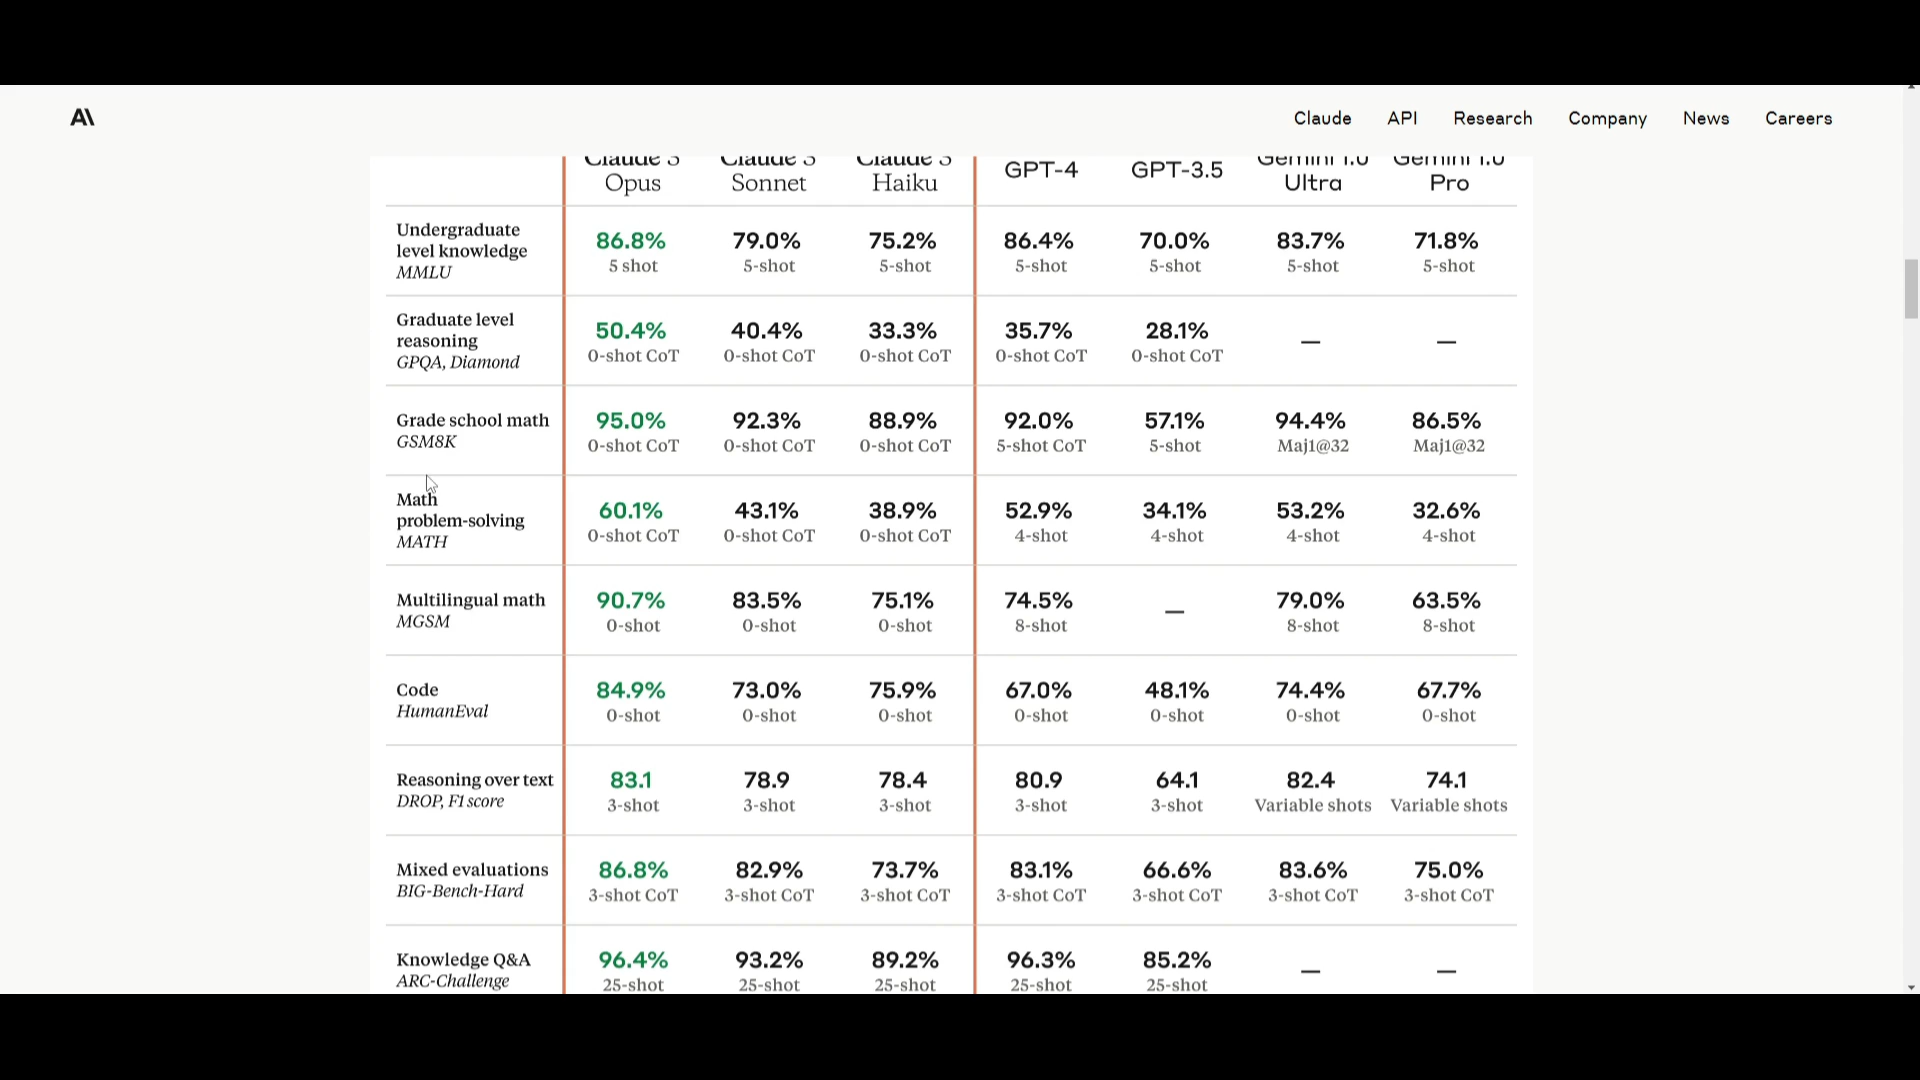 A\
Claude API Research Company News Careers
Claude 3 Claude 3 Claude 3 GPT-4 GPT-3.5 Gemini 1.0 Gemini 1.0
Opus Sonnet Haiku Ultra Pro
Undergraduate
level knowledge
MMLU
86.8% 79.0% 75.2% 86.4% 70.0% 83.7% 71.8%
5 shot 5-shot 5-shot 5-shot 5-shot 5-shot 5-shot
Graduate level
reasoning
GPQA, Diamond
50.4% 40.4% 33.3% 35.7% 28.1% — —
0-shot CoT 0-shot CoT 0-shot CoT 0-shot CoT 0-shot CoT
Grade school math
GSM8K
95.0% 92.3% 88.9% 92.0% 57.1% 94.4% 86.5%
0-shot CoT 0-shot CoT 0-shot CoT 5-shot CoT 5-shot Maj1@32 Maj1@32
Math
problem-solving
MATH
60.1% 43.1% 38.9% 52.9% 34.1% 53.2% 32.6%
0-shot CoT 0-shot CoT 0-shot CoT 4-shot 4-shot 4-shot 4-shot
Multilingual math
MGSM
90.7% 83.5% 75.1% 74.5% — 79.0% 63.5%
0-shot 0-shot 0-shot 8-shot 8-shot 8-shot
Code
HumanEval
84.9% 73.0% 75.9% 67.0% 48.1% 74.4% 67.7%
0-shot 0-shot 0-shot 0-shot 0-shot 0-shot 0-shot
Reasoning over text
DROP, F1 score
83.1 78.9 78.4 80.9 64.1 82.4 74.1
3-shot 3-shot 3-shot 3-shot 3-shot Variable shots Variable shots
Mixed evaluations
BIG-Bench-Hard
86.8% 82.9% 73.7% 83.1% 66.6% 83.6% 75.0%
3-shot CoT 3-shot CoT 3-shot CoT 3-shot CoT 3-shot CoT 3-shot CoT 3-shot CoT
Knowledge Q&A
ARC-Challenge
96.4% 93.2% 89.2% 96.3% 85.2% — —
25-shot 25-shot 25-shot 25-shot 25-shot